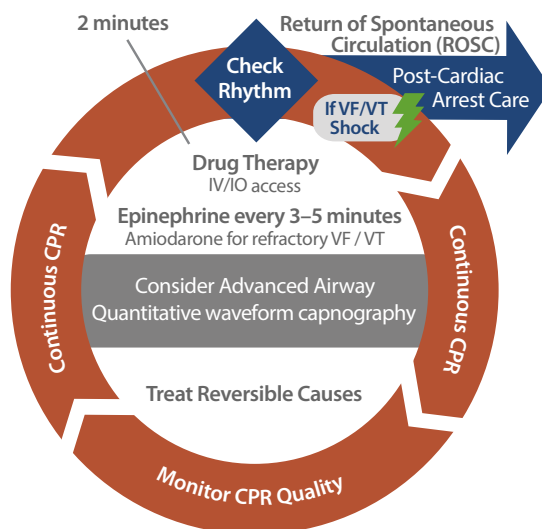 2 minutes
Return of Spontaneous
Circulation (ROSC)
Check
Rhythm
Post-Cardiac
Arrest Care
If VF/VT
Shock
Drug Therapy
IV/IO access
Epinephrine every 3–5 minutes
Amiodarone for refractory VF / VT
Continuous CPR
Continuous CPR
Consider Advanced Airway
Quantitative waveform capnography
Treat Reversible Causes
Monitor CPR Quality